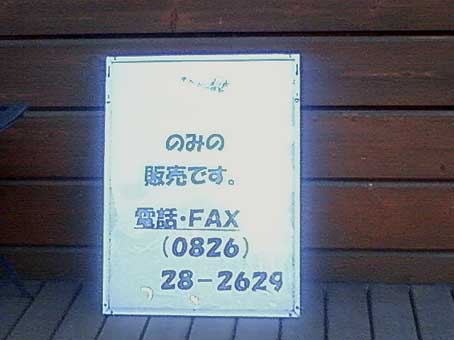 のみの
販売です。
電話・FAX
(0826)
28-2629